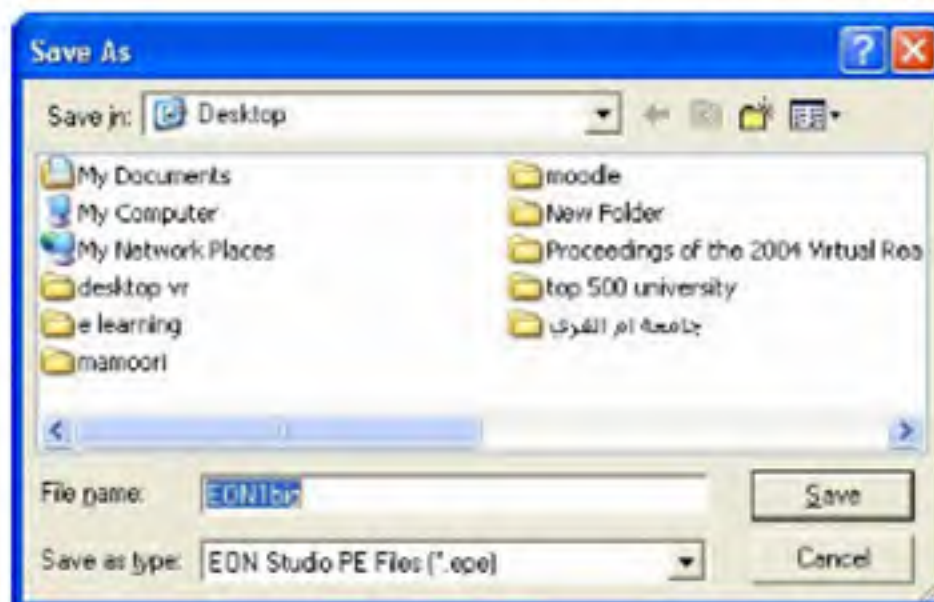 Save As
Save in: Desktop
My Documents
My Computer
My Network Places
desktop vr
e learning
mamoori
moodle
New Folder
Proceedings of the 2004 Virtual Rea
top 500 university
جامعة ام القرى
File name:
Save
Save as type: EON Studio PE Files (*.epe)
Cancel